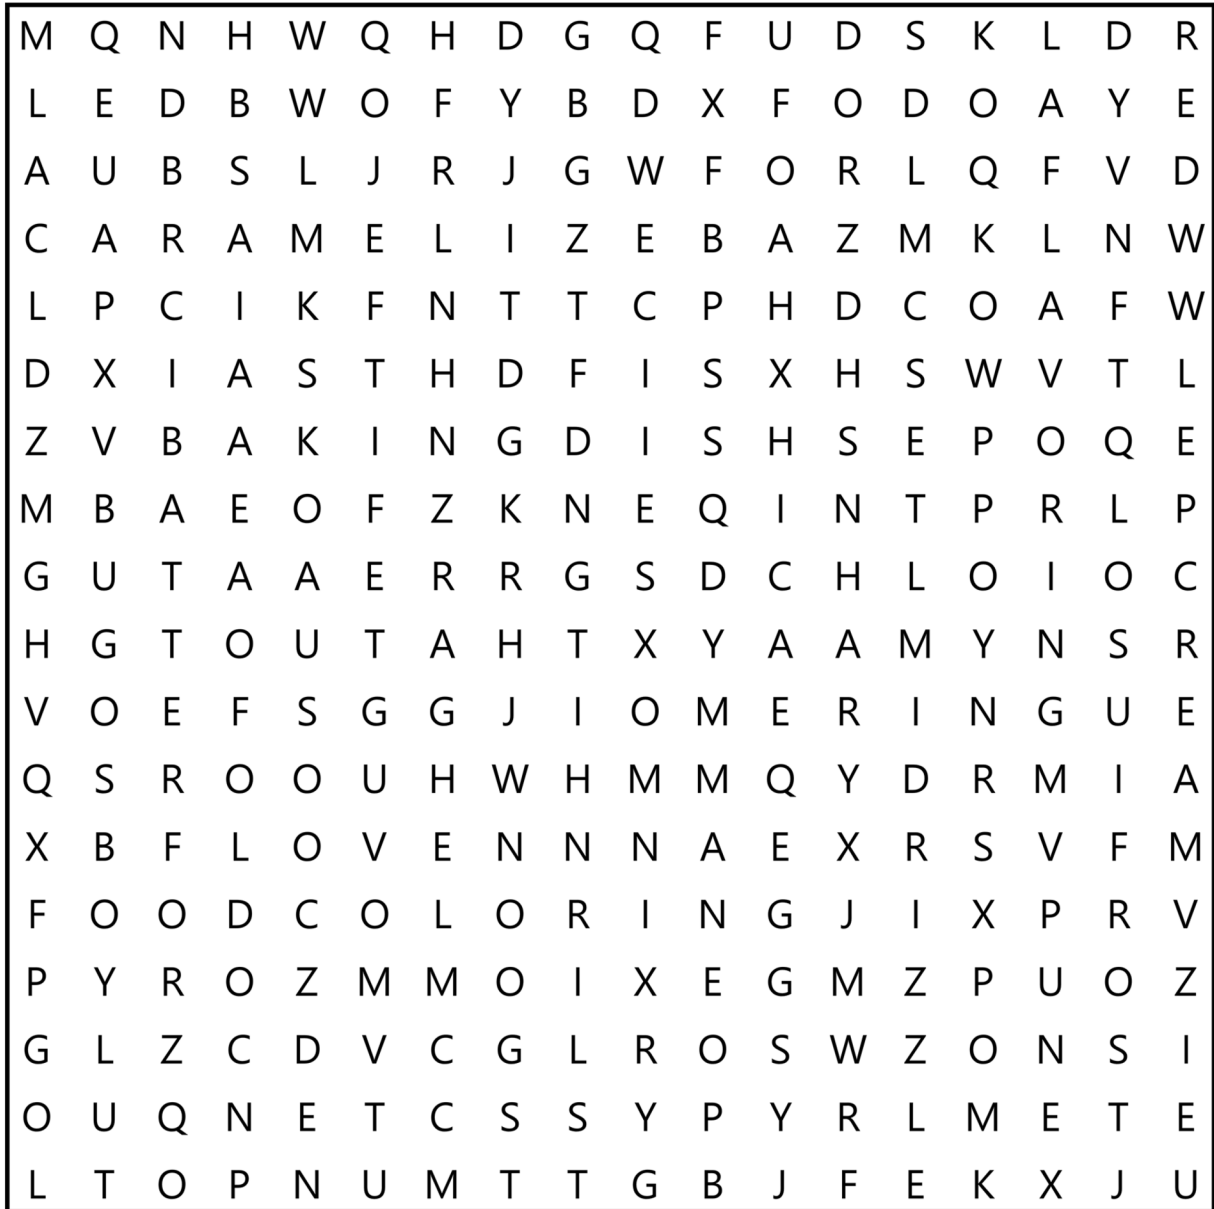 M Q N H W Q H D G Q F U D S K L D R
L E D B W O F Y B D X F O D O A Y E
A U B S L J R J G W F O R L Q F V D
C A R A M E L I Z E B A Z M K L N W
L P C I K F N T T C P H D C O A F W
D X I A S T H D F I S X H S W V T L
Z V B A K I N G D I S H S E P O Q E
M B A E O F Z K N E Q I N T P R L P
G U T A A E R R G S D C H L O I O C
H G T O U T A H T X Y A A M Y N S R
V O E F S G G J I O M E R I N G U E
Q S R O O U H W H M M Q Y D R M I A
X B F L O V E N N N A E X R S V F M
F O O D C O L O R I N G J I X P R V
P Y R O Z M M O I X E G M Z P U O Z
G L Z C D V C G L R O S W Z O N S I
O U Q N E T C S S Y P Y R L M E T E
L T O P N U M T T G B J F E K X J U